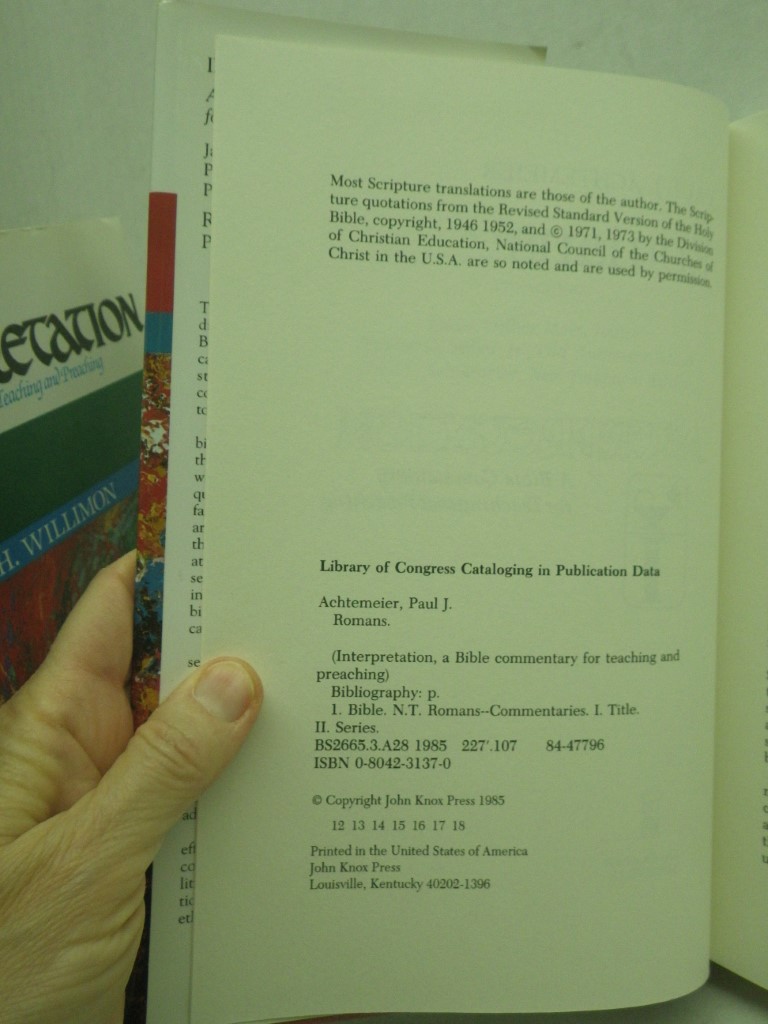 ETATION
Teaching and Preaching
H. WILLIMON
Most Scripture translations are those of the author. The Scrip-
ture quotations from the Revised Standard Version of the Holy
Bible, copyright, 1946 1952, and © 1971, 1973 by the Division
of Christian Education, National Council of the Churches of
Christ in the U.S.A. are so noted and are used by permission.
Library of Congress Cataloging in Publication Data
Achtemeier, Paul J.
Romans.
(Interpretation, a Bible commentary for teaching and
preaching)
Bibliography: p.
1. Bible. N.T. Romans--Commentaries. I. Title.
II. Series.
BS2665.3.A28 1985 227′.107 84-47796
ISBN 0-8042-3137-0
© Copyright John Knox Press 1985
12 13 14 15 16 17 18
Printed in the United States of America
John Knox Press
Louisville, Kentucky 40202-1396